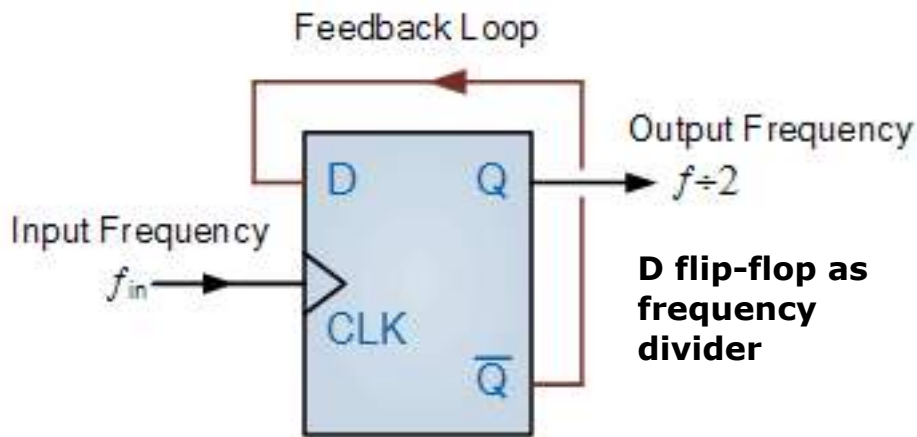 Feedback Loop
Output Frequency
D
Q
f÷2
Input Frequency
fin
CLK
D flip-flop as
frequency
divider
Q̅